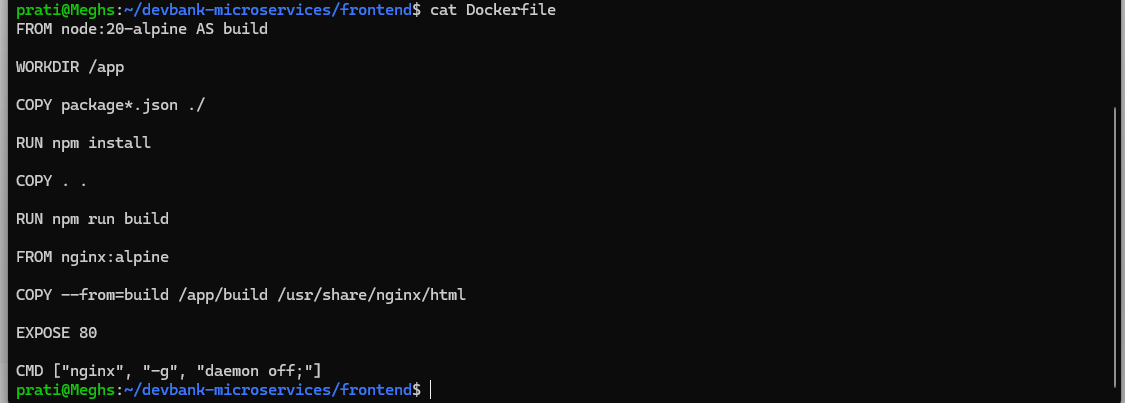 prati@Meghs:~/devbank-microservices/frontend$ cat Dockerfile
FROM node:20-alpine AS build
WORKDIR /app
COPY package*.json ./
RUN npm install
COPY . .
RUN npm run build
FROM nginx:alpine
COPY --from=build /app/build /usr/share/nginx/html
EXPOSE 80
CMD ["nginx", "-g", "daemon off;"]
prati@Meghs:~/devbank-microservices/frontend$